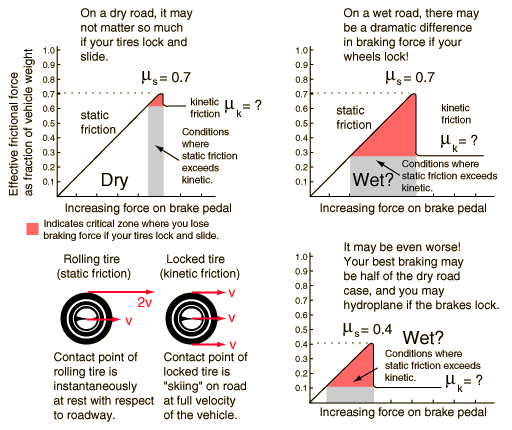 On a dry road, it may
not matter so much
if your tires lock and
slide.
μs = 0.7
Effective frictional force
as fraction of vehicle weight
1.0
0.9
0.8
0.7
0.6
0.5
0.4
0.3
0.2
0.1
static
friction
kinetic
friction
μk = ?
Conditions
where
static friction
exceeds
kinetic.
Dry
Increasing force on brake pedal
Indicates critical zone where you lose
braking force if your tires lock and slide.
On a wet road, there may
be a dramatic difference
in braking force if your
wheels lock!
μs = 0.7
1.0
0.9
0.8
0.7
0.6
0.5
0.4
0.3
0.2
0.1
static
friction
kinetic
friction
μk = ?
Conditions where
static friction exceeds
kinetic.
Wet?
Increasing force on brake pedal
Rolling tire
(static friction)
2v
v
Contact point of
rolling tire is
instantaneously
at rest with respect
to roadway.
Locked tire
(kinetic friction)
v
v
v
Contact point of
locked tire is
"skiing" on road
at full velocity
of the vehicle.
It may be even worse!
Your best braking may
be half of the dry road
case, and you may
hydroplane if the brakes lock.
μs = 0.4
Wet?
0.4
0.3
0.2
0.1
Conditions where
static friction exceeds
kinetic.
μk = ?
Increasing force on brake pedal